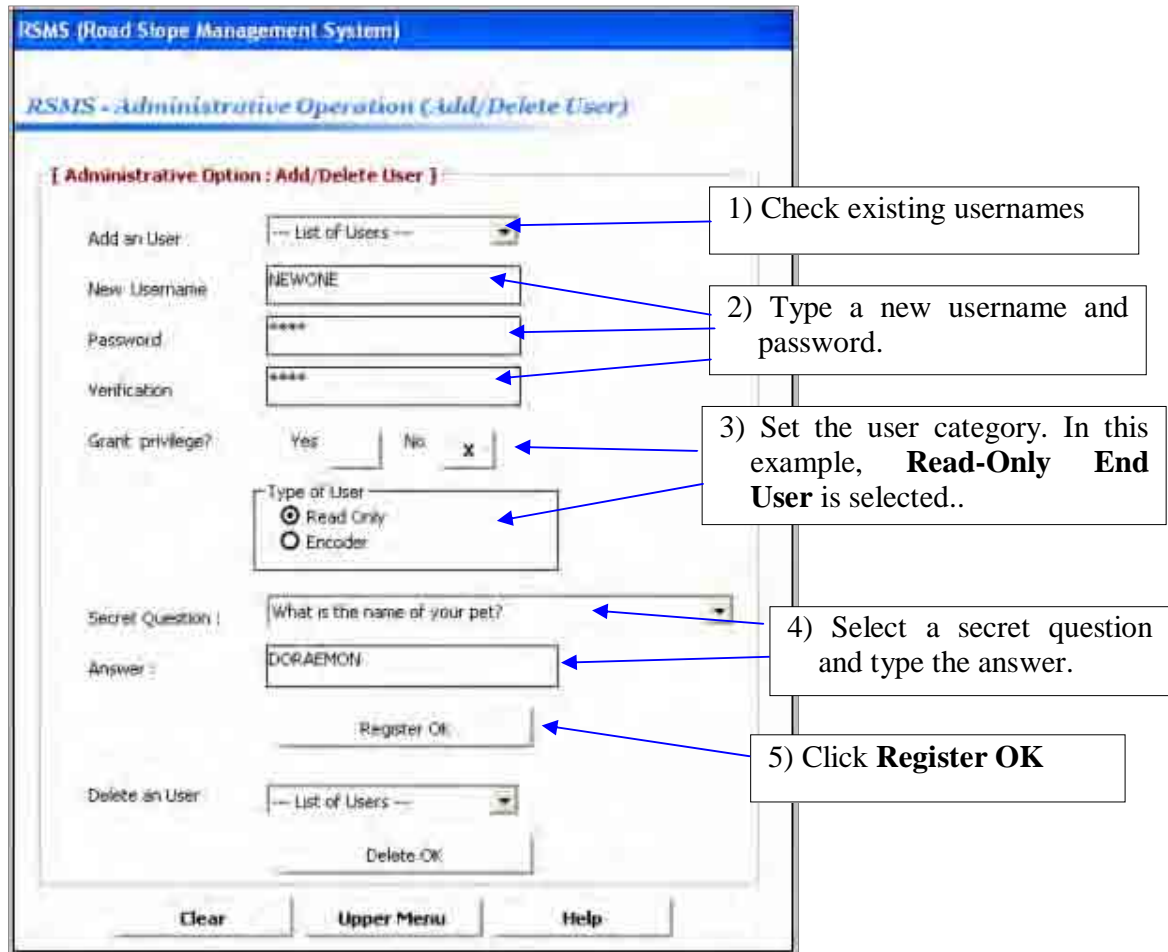 RSMS (Road Slope Management System)
RSMS - Administrative Operation (Add/Delete User)
[ Administrative Option : Add/Delete User ]
Add an User
--- List of Users ---
1) Check existing usernames
New Username
NEWONE
2) Type a new username and
password.
Password
****
Verification
****
Grant privilege?
Yes
No
x
3) Set the user category. In this
example, Read-Only End
User is selected..
Type of User
Read Only
Encoder
Secret Question :
What is the name of your pet?
4) Select a secret question
and type the answer.
Answer :
DORAEMON
Register OK
5) Click Register OK
Delete an User
--- List of Users ---
Delete OK
Clear
Upper Menu
Help